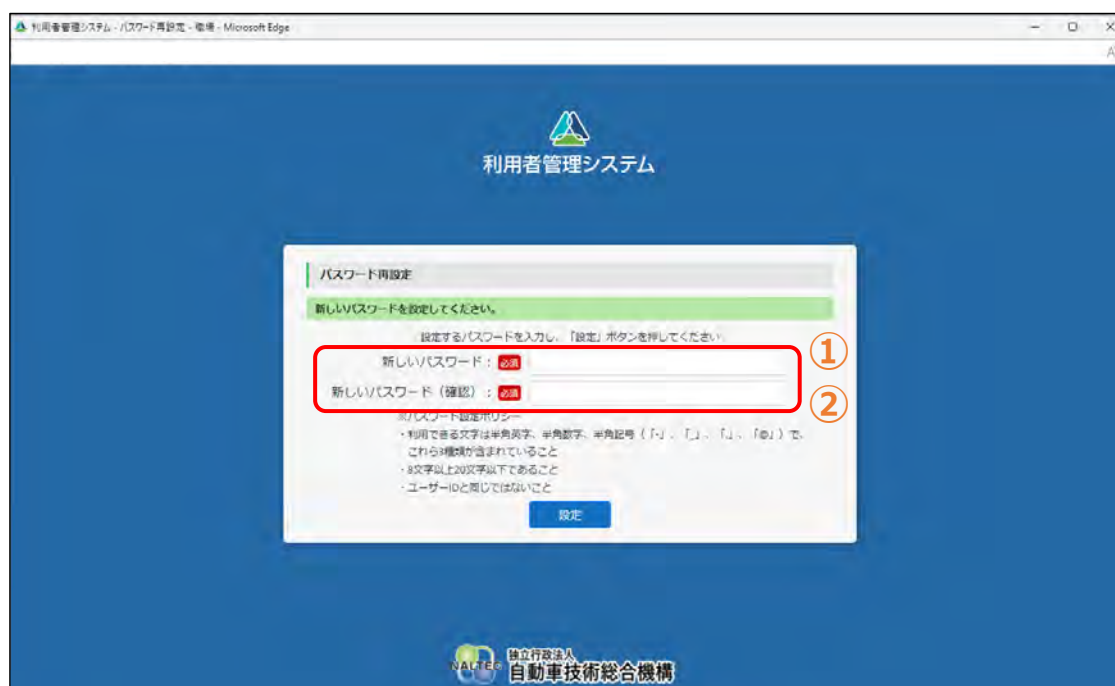 利用者管理システム - パスワード再設定 - 環境 - Microsoft Edge
利用者管理システム
パスワード再設定
新しいパスワードを設定してください。
設定するパスワードを入力し、「設定」ボタンを押してください
新しいパスワード : 必須
①
新しいパスワード (確認) : 必須
②
※パスワード設定ポリシー
・利用できる文字は半角英字、半角数字、半角記号 (「-」、「_」、「.」、「@」) で、
これら3種類が含まれていること
・8文字以上20文字以下であること
・ユーザーIDと同じではないこと
設定
NALTEC 独立行政法人
自動車技術総合機構